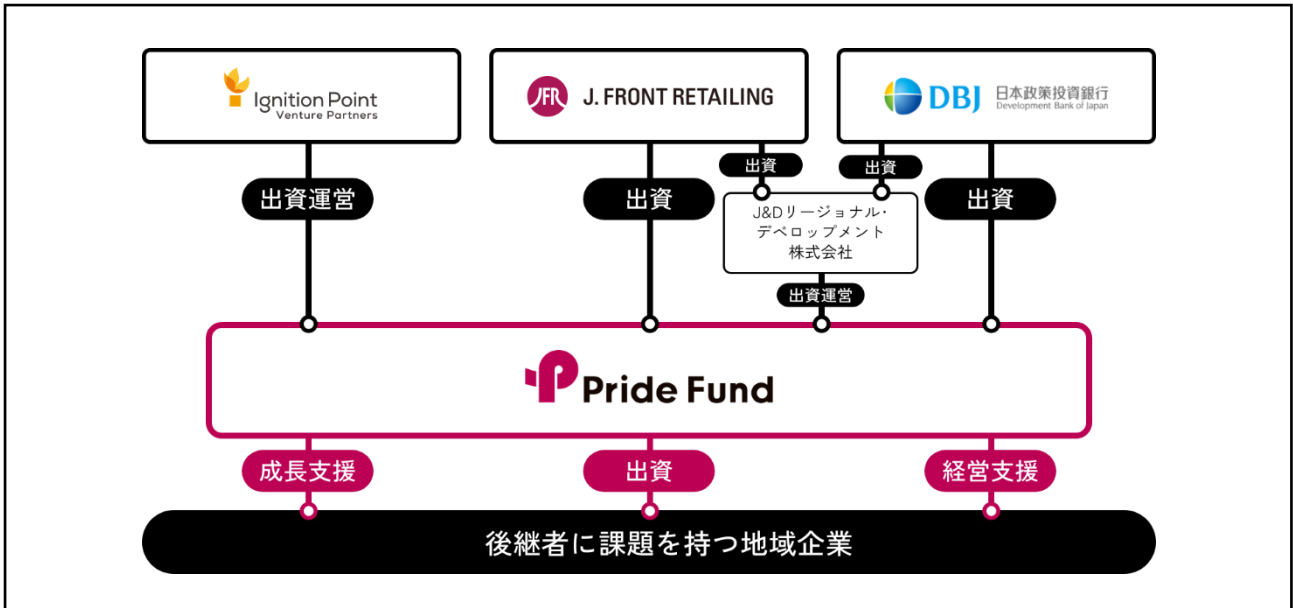 Ignition Point
Venture Partners
JFR J. FRONT RETAILING
DBJ 日本政策投資銀行
Development Bank of Japan
出資
出資
出資運営
出資
出資
J&Dリージョナル・
デベロップメント
株式会社
出資運営
Pride Fund
成長支援
出資
経営支援
後継者に課題を持つ地域企業